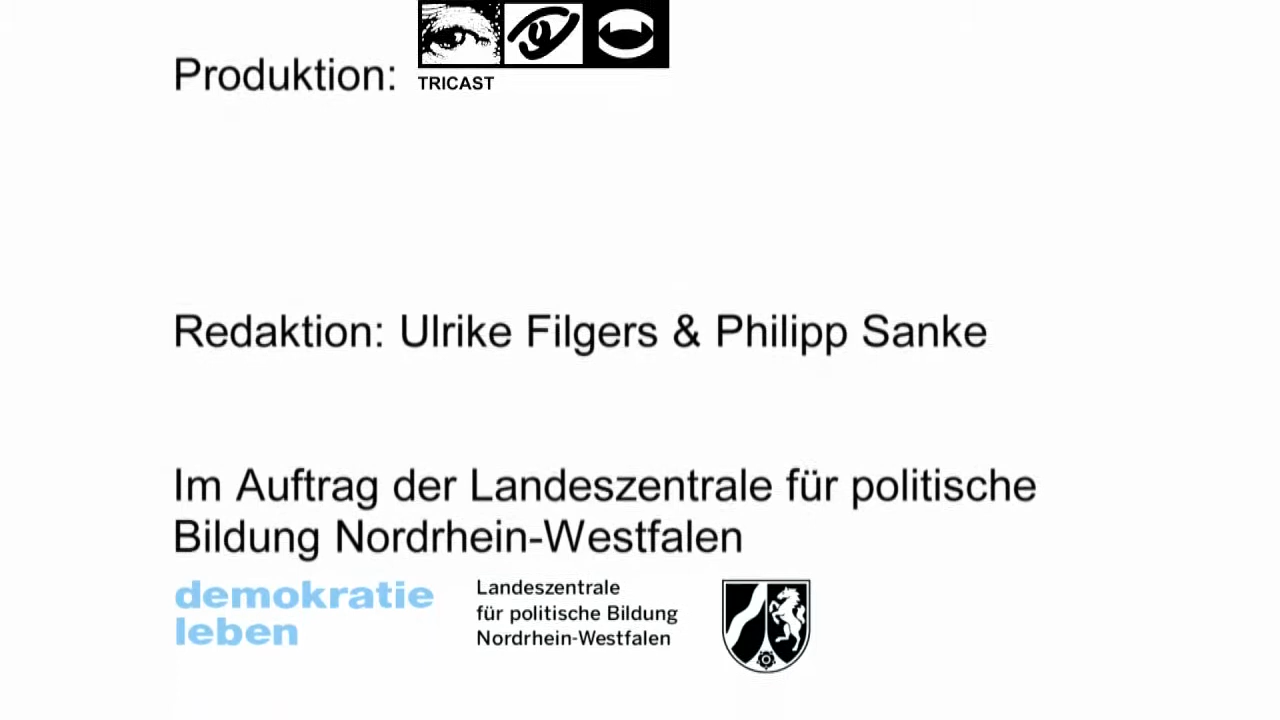 Produktion:
TRICAST
Redaktion: Ulrike Filgers & Philipp Sanke
Im Auftrag der Landeszentrale für politische
Bildung Nordrhein-Westfalen
demokratie
leben
Landeszentrale
für politische Bildung
Nordrhein-Westfalen